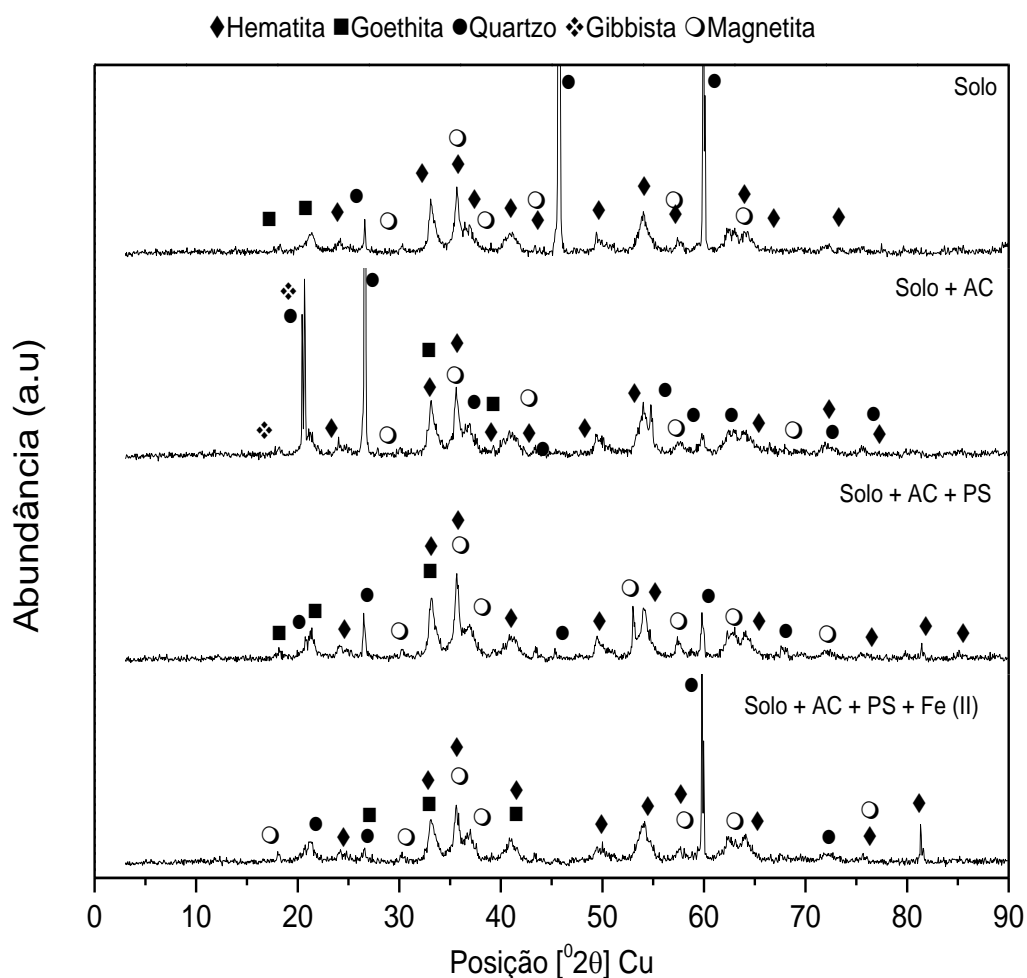 ♦Hematita ■Goethita ●Quartzo ❖Gibbista ❍Magnetita
Solo
Solo + AC
Solo + AC + PS
Solo + AC + PS + Fe (II)
Abundância (a.u)
0 10 20 30 40 50 60 70 80 90
Posição [⁰2θ] Cu